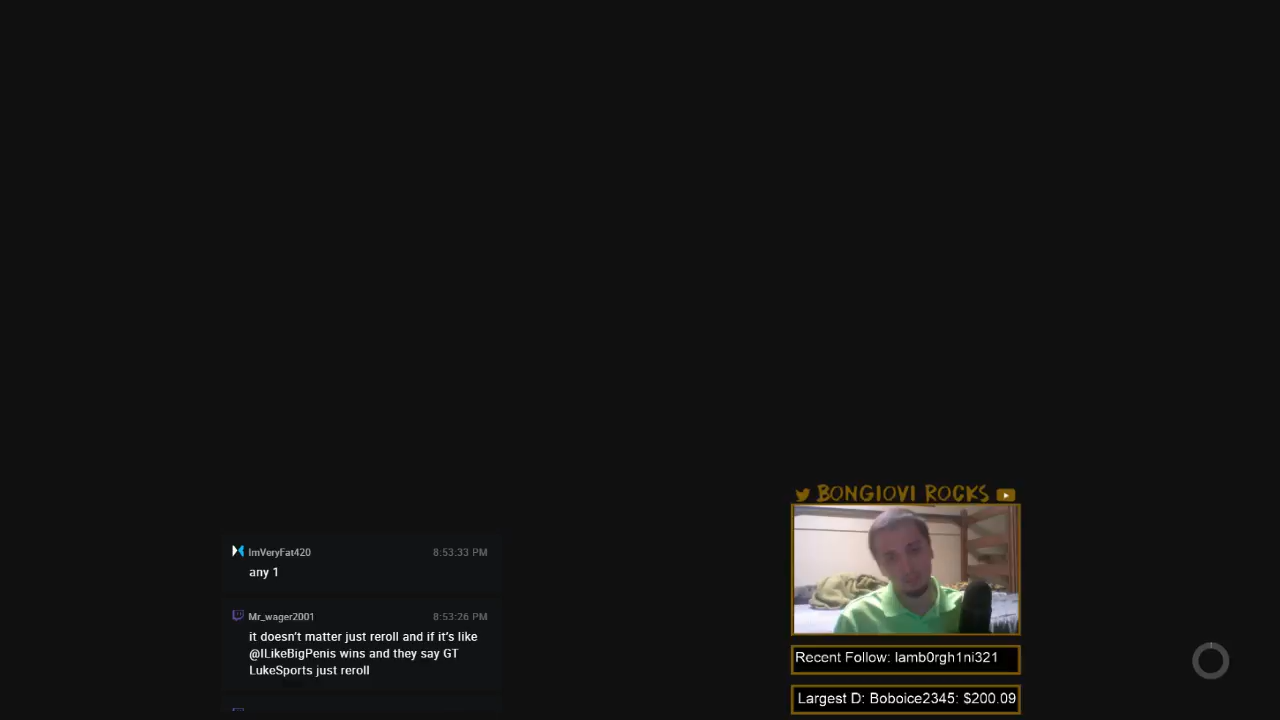 BONGIOVI ROCKS
ImVeryFat420 8:53:33 PM
any 1
Mr_wager2001 8:53:26 PM
it doesn't matter just reroll and if it's like
@ILikeBigPenis wins and they say GT
LukeSports just reroll
Recent Follow: lamb0rgh1ni321
Largest D: Boboice2345: $200.09